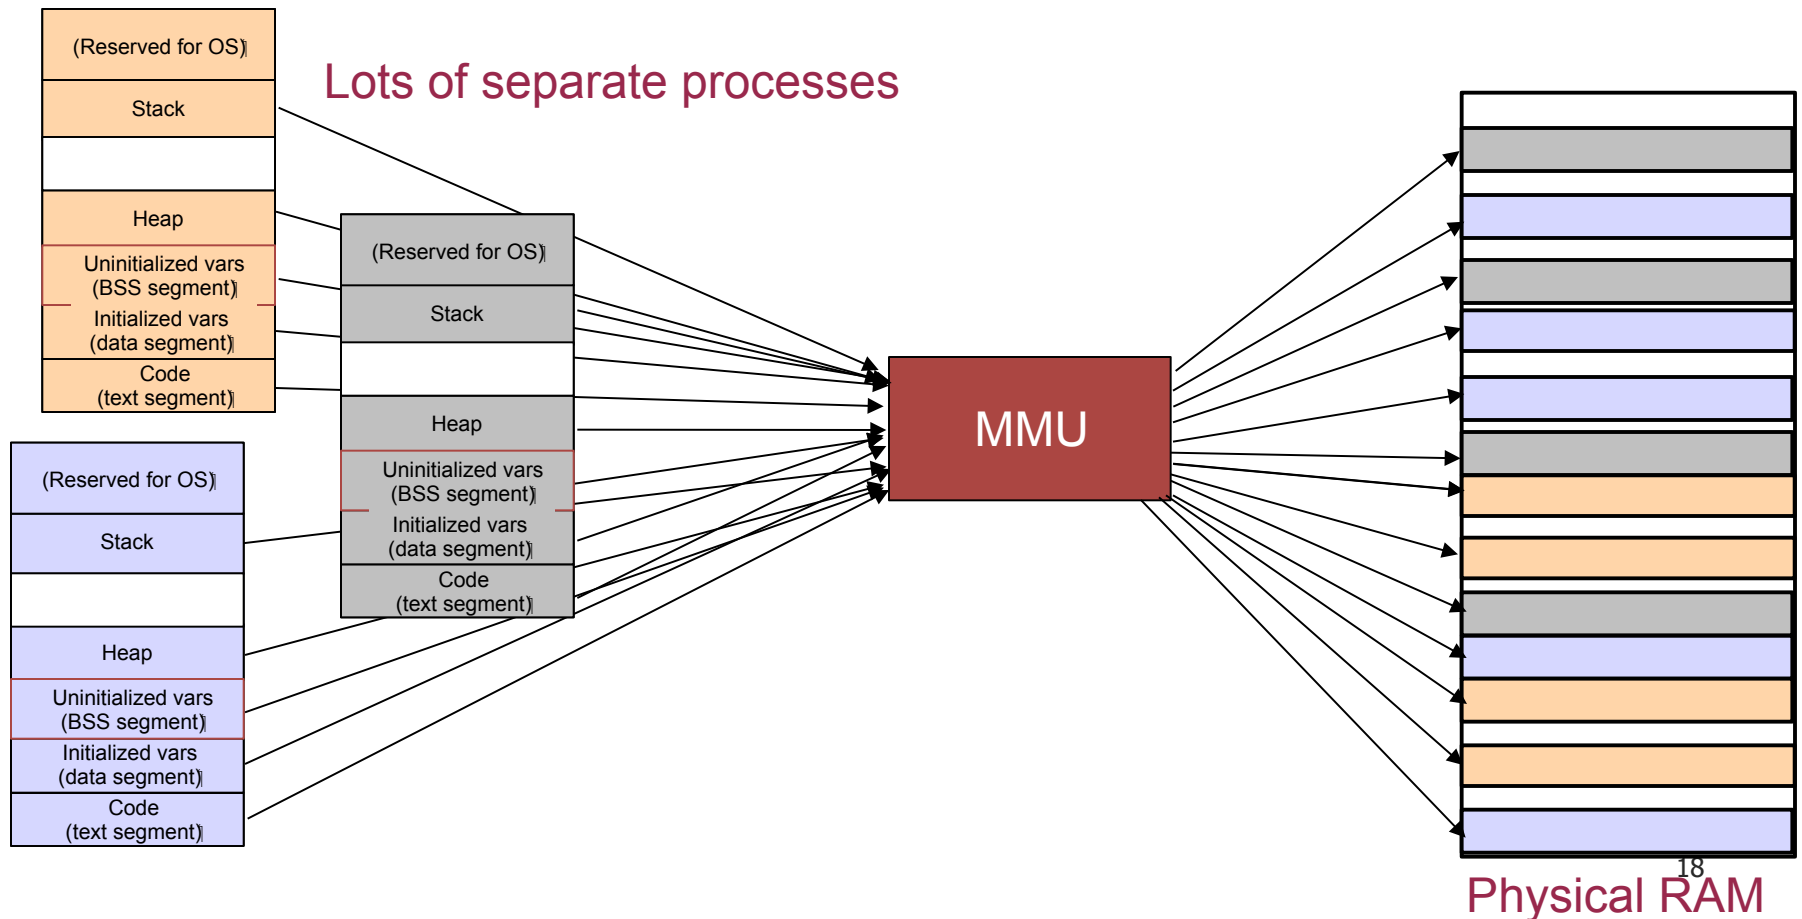 Lots of separate processes
(Reserved for OS)
Stack
Heap
Uninitialized vars
(BSS segment)
Initialized vars
(data segment)
Code
(text segment)
(Reserved for OS)
Stack
Heap
Uninitialized vars
(BSS segment)
Initialized vars
(data segment)
Code
(text segment)
(Reserved for OS)
Stack
Heap
Uninitialized vars
(BSS segment)
Initialized vars
(data segment)
Code
(text segment)
MMU
18
Physical RAM